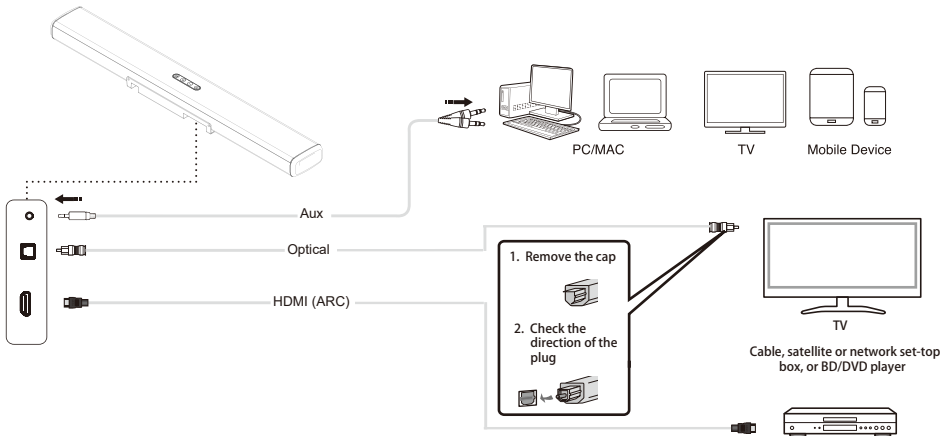 PC/MAC
TV
Mobile Device
Aux
Optical
HDMI (ARC)
1. Remove the cap
2. Check the
direction of the
plug
TV
Cable, satellite or network set-top
box, or BD/DVD player